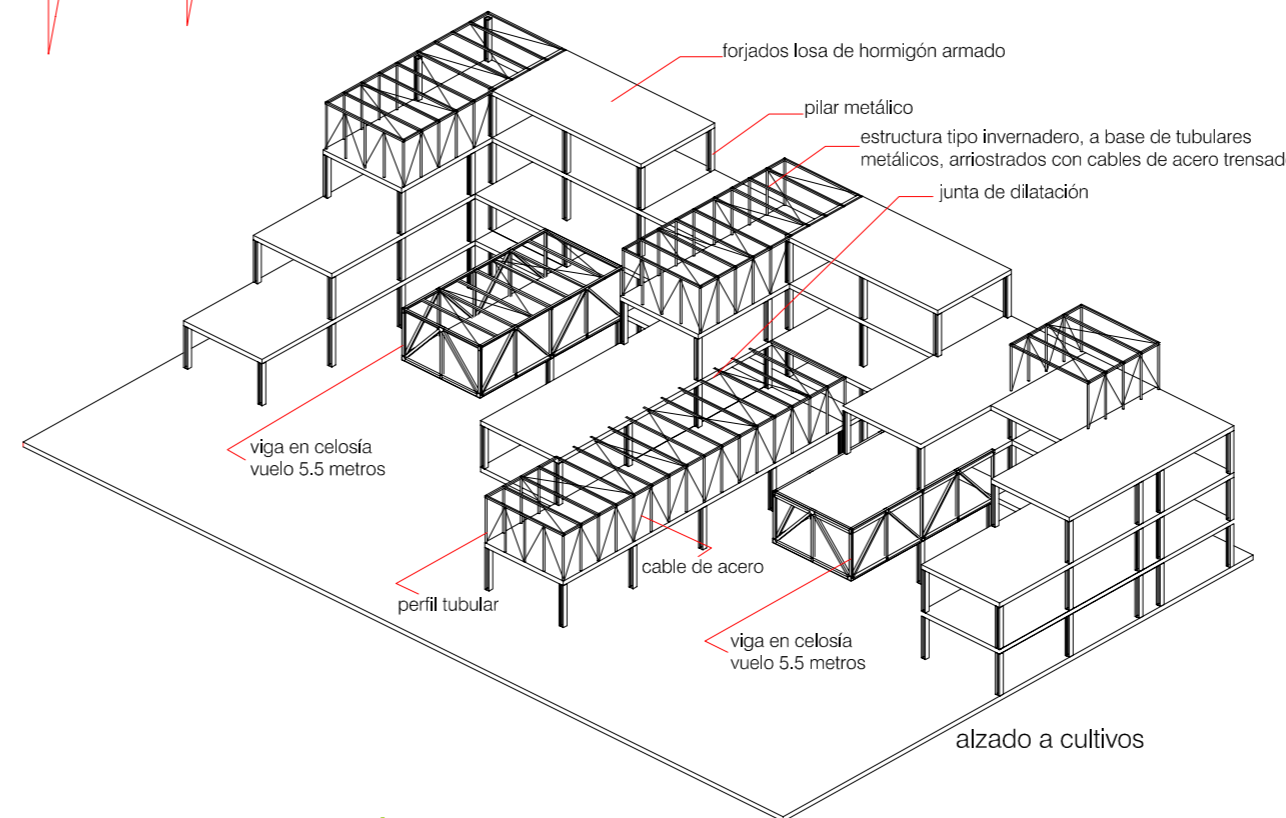 forjados losa de hormigón armado
pilar metálico
estructura tipo invernadero, a base de tubulares
metálicos, arriostrados con cables de acero trensad
junta de dilatación
viga en celosía
vuelo 5.5 metros
cable de acero
perfil tubular
viga en celosía
vuelo 5.5 metros
alzado a cultivos